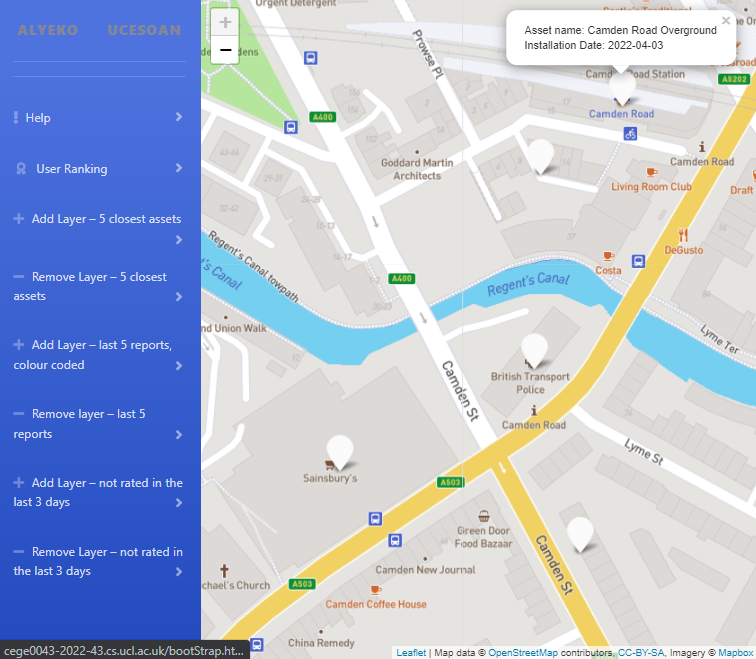 ALYEKO UCESOAN
Help
User Ranking
Add Layer – 5 closest assets
Remove Layer – 5 closest
assets
Add Layer – last 5 reports,
colour coded
Remove layer – last 5
reports
Add Layer – not rated in the
last 3 days
Remove Layer – not rated in
the last 3 days
cege0043-2022-43.cs.ucl.ac.uk/bootStrap.ht...
+
−
Asset name: Camden Road Overground
Installation Date: 2022-04-03
×
Urgent Detergent
Prowse Pl
Camden Road Station
A5202
Camden Road
A400
Goddard Martin
Architects
Camden Road
Living Room Club
Draft
DeGusto
Costa
Regent's Canal towpath
Regent's Canal
A400
nd Union Walk
Lyme Ter
British Transport
Police
Camden Road
Camden St
Lyme St
Sainsbury's
A503
Green Door
Food Bazaar
Camden St
Camden New Journal
chael's Church
A503
Camden Coffee House
China Remedy
Leaflet | Map data © OpenStreetMap contributors, CC-BY-SA, Imagery © Mapbox